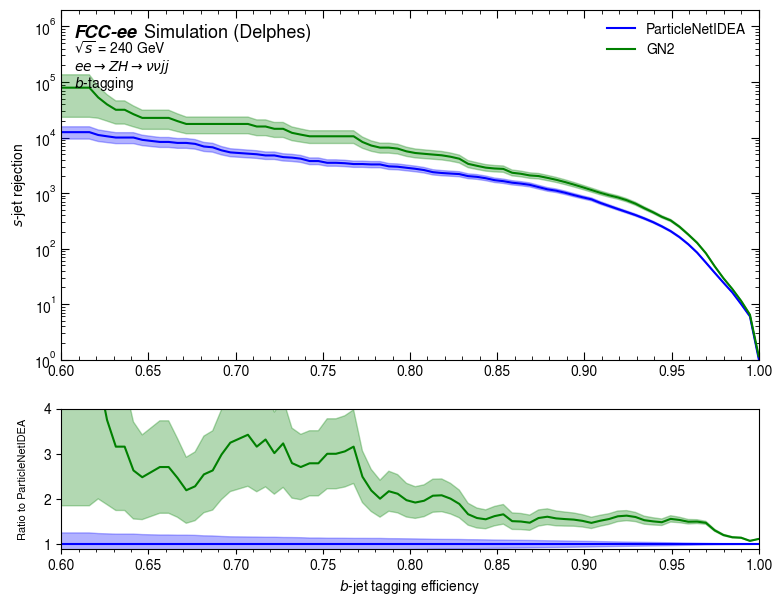 FCC-ee Simulation (Delphes)
√s = 240 GeV
ee → ZH → ννjj
b-tagging
ParticleNetIDEA
GN2
10⁶
10⁵
10⁴
10³
10²
10¹
10⁰
s-jet rejection
0.60 0.65 0.70 0.75 0.80 0.85 0.90 0.95 1.00
4
3
2
1
Ratio to ParticleNetIDEA
0.60 0.65 0.70 0.75 0.80 0.85 0.90 0.95 1.00
b-jet tagging efficiency